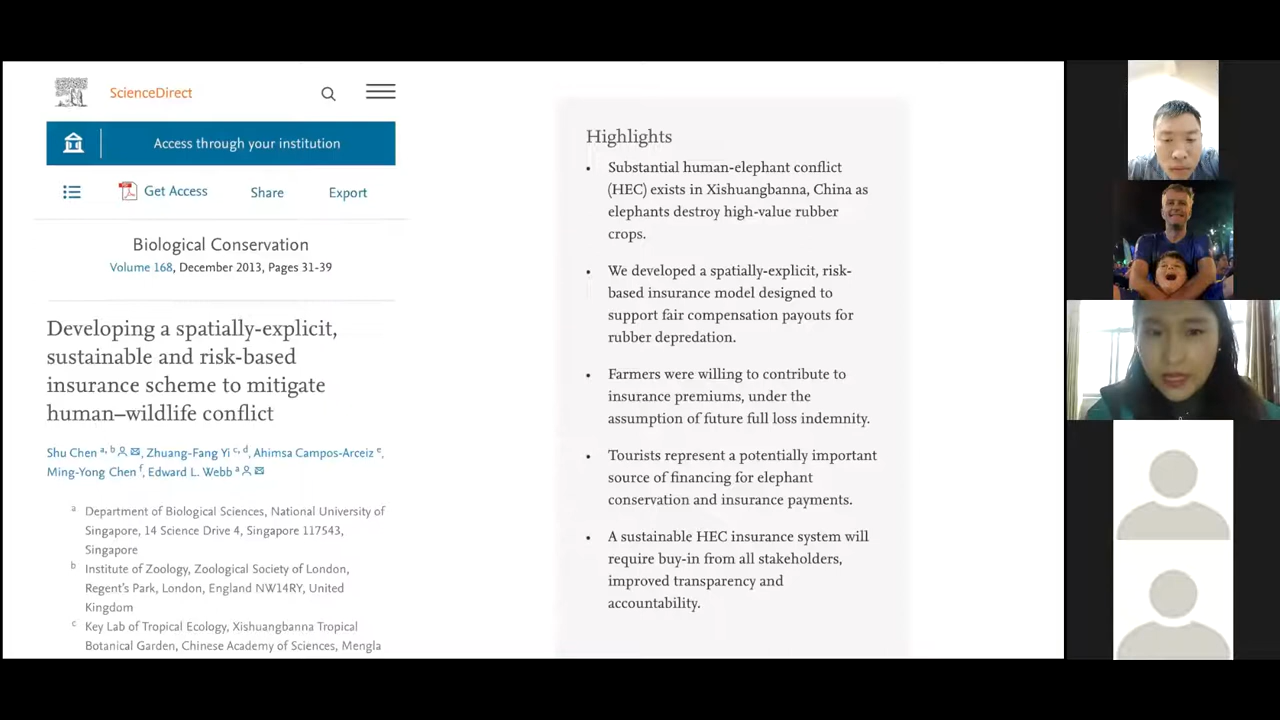 ScienceDirect
Access through your institution
Get Access
Share
Export
Biological Conservation
Volume 168, December 2013, Pages 31-39
Developing a spatially-explicit,
sustainable and risk-based
insurance scheme to mitigate
human–wildlife conflict
Shu Chen a, b, Zhuang-Fang Yi c, d, Ahimsa Campos-Arceiz e,
Ming-Yong Chen f, Edward L. Webb a
a Department of Biological Sciences, National University of
Singapore, 14 Science Drive 4, Singapore 117543,
Singapore
b Institute of Zoology, Zoological Society of London,
Regent's Park, London, England NW14RY, United
Kingdom
c Key Lab of Tropical Ecology, Xishuangbanna Tropical
Botanical Garden, Chinese Academy of Sciences, Mengla
Highlights
• Substantial human-elephant conflict
(HEC) exists in Xishuangbanna, China as
elephants destroy high-value rubber
crops.
• We developed a spatially-explicit, risk-
based insurance model designed to
support fair compensation payouts for
rubber depredation.
• Farmers were willing to contribute to
insurance premiums, under the
assumption of future full loss indemnity.
• Tourists represent a potentially important
source of financing for elephant
conservation and insurance payments.
• A sustainable HEC insurance system will
require buy-in from all stakeholders,
improved transparency and
accountability.